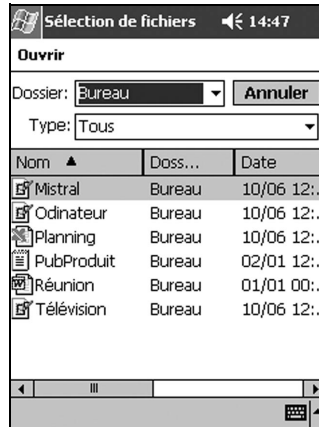 Sélection de fichiers 14:47
Ouvrir
Dossier: Bureau Annuler
Type: Tous
Nom ▲ Doss... Date
Mistral Bureau 10/06 12:.
Odinateur Bureau 10/06 12:.
Planning Bureau 10/06 12:.
PubProduit Bureau 02/01 12:.
Réunion Bureau 01/01 00:.
Télévision Bureau 10/06 12:.